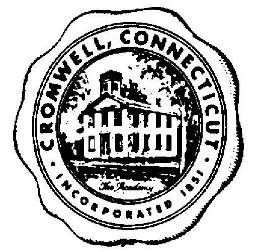 CROMWELL, CONNECTICUT
The Academy
INCORPORATED 1851